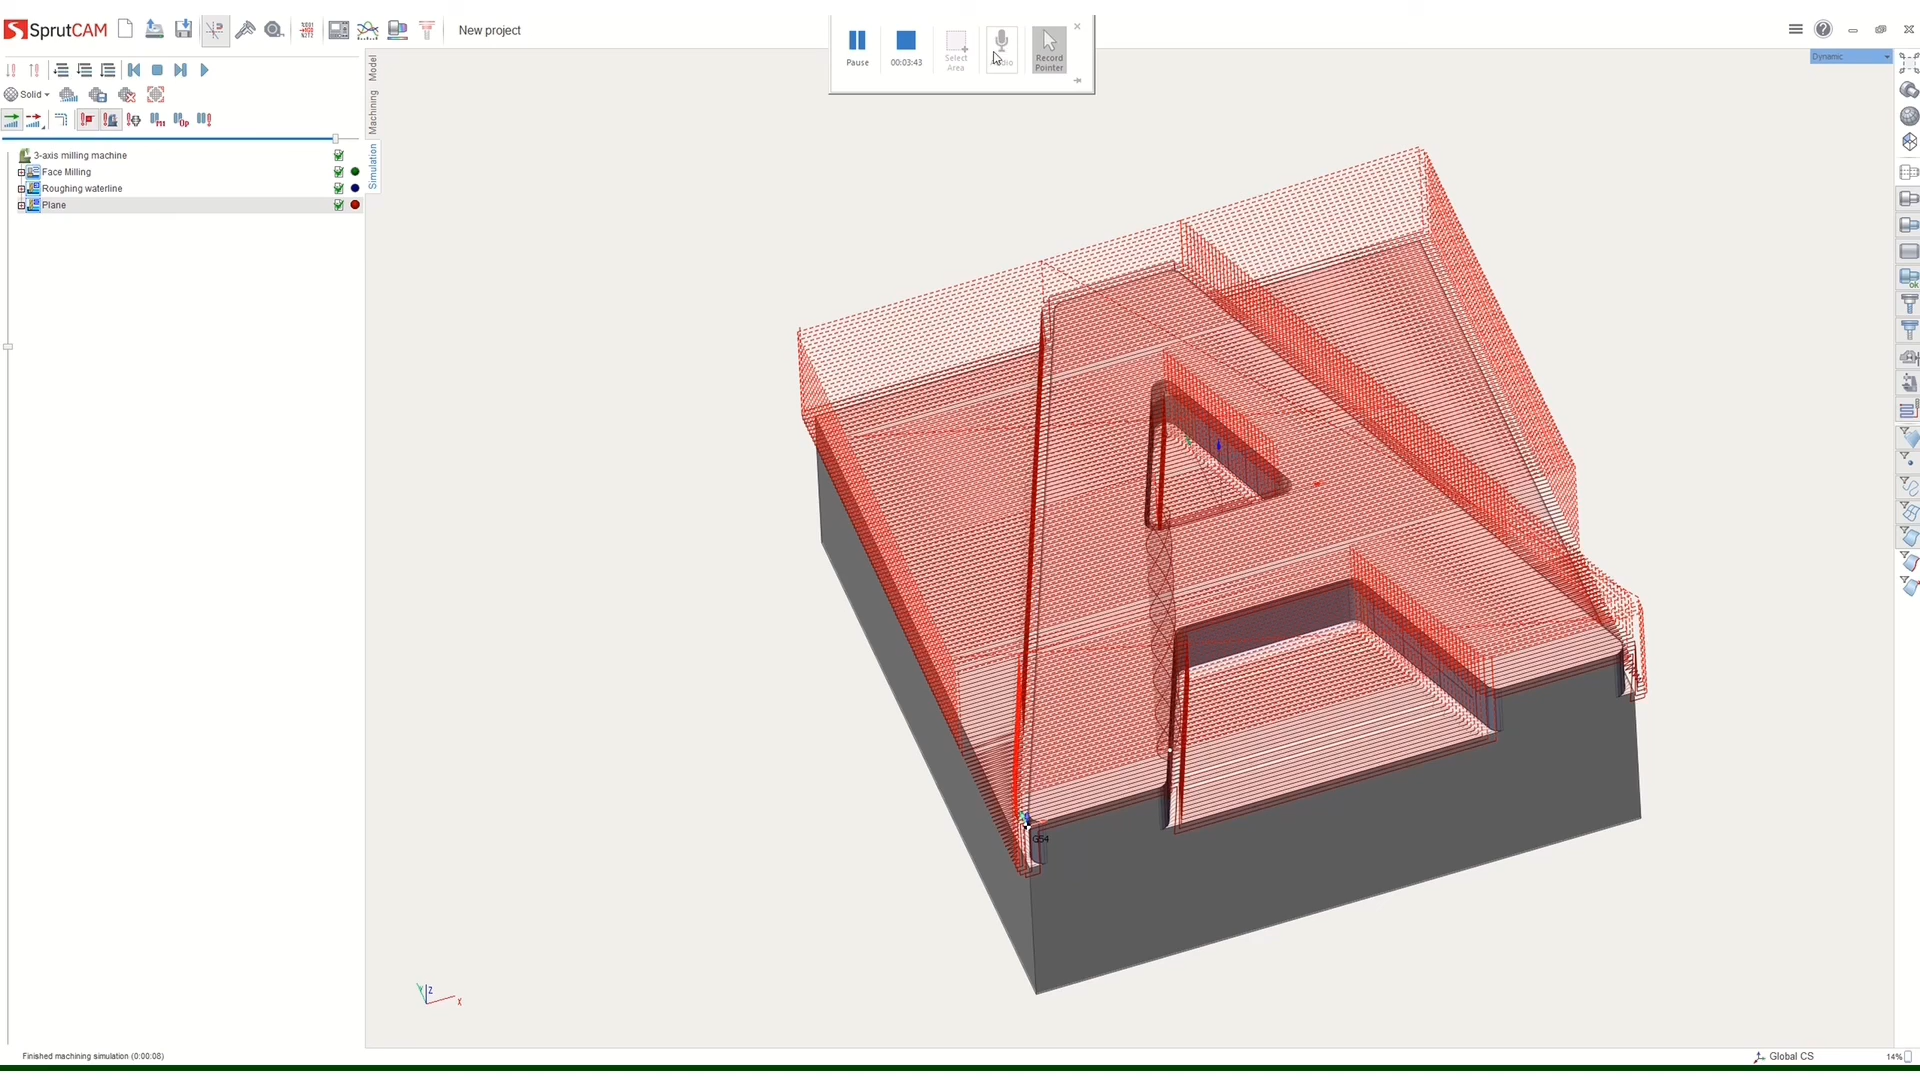 SprutCAM
New project
Pause
00:03:43
Select
Area
Record
Pointer
Dynamic
Solid
Model
Machining
Simulation
3-axis milling machine
Face Milling
Roughing waterline
Plane
G54
Z
X
Finished machining simulation (0:00:08)
Global CS
14%